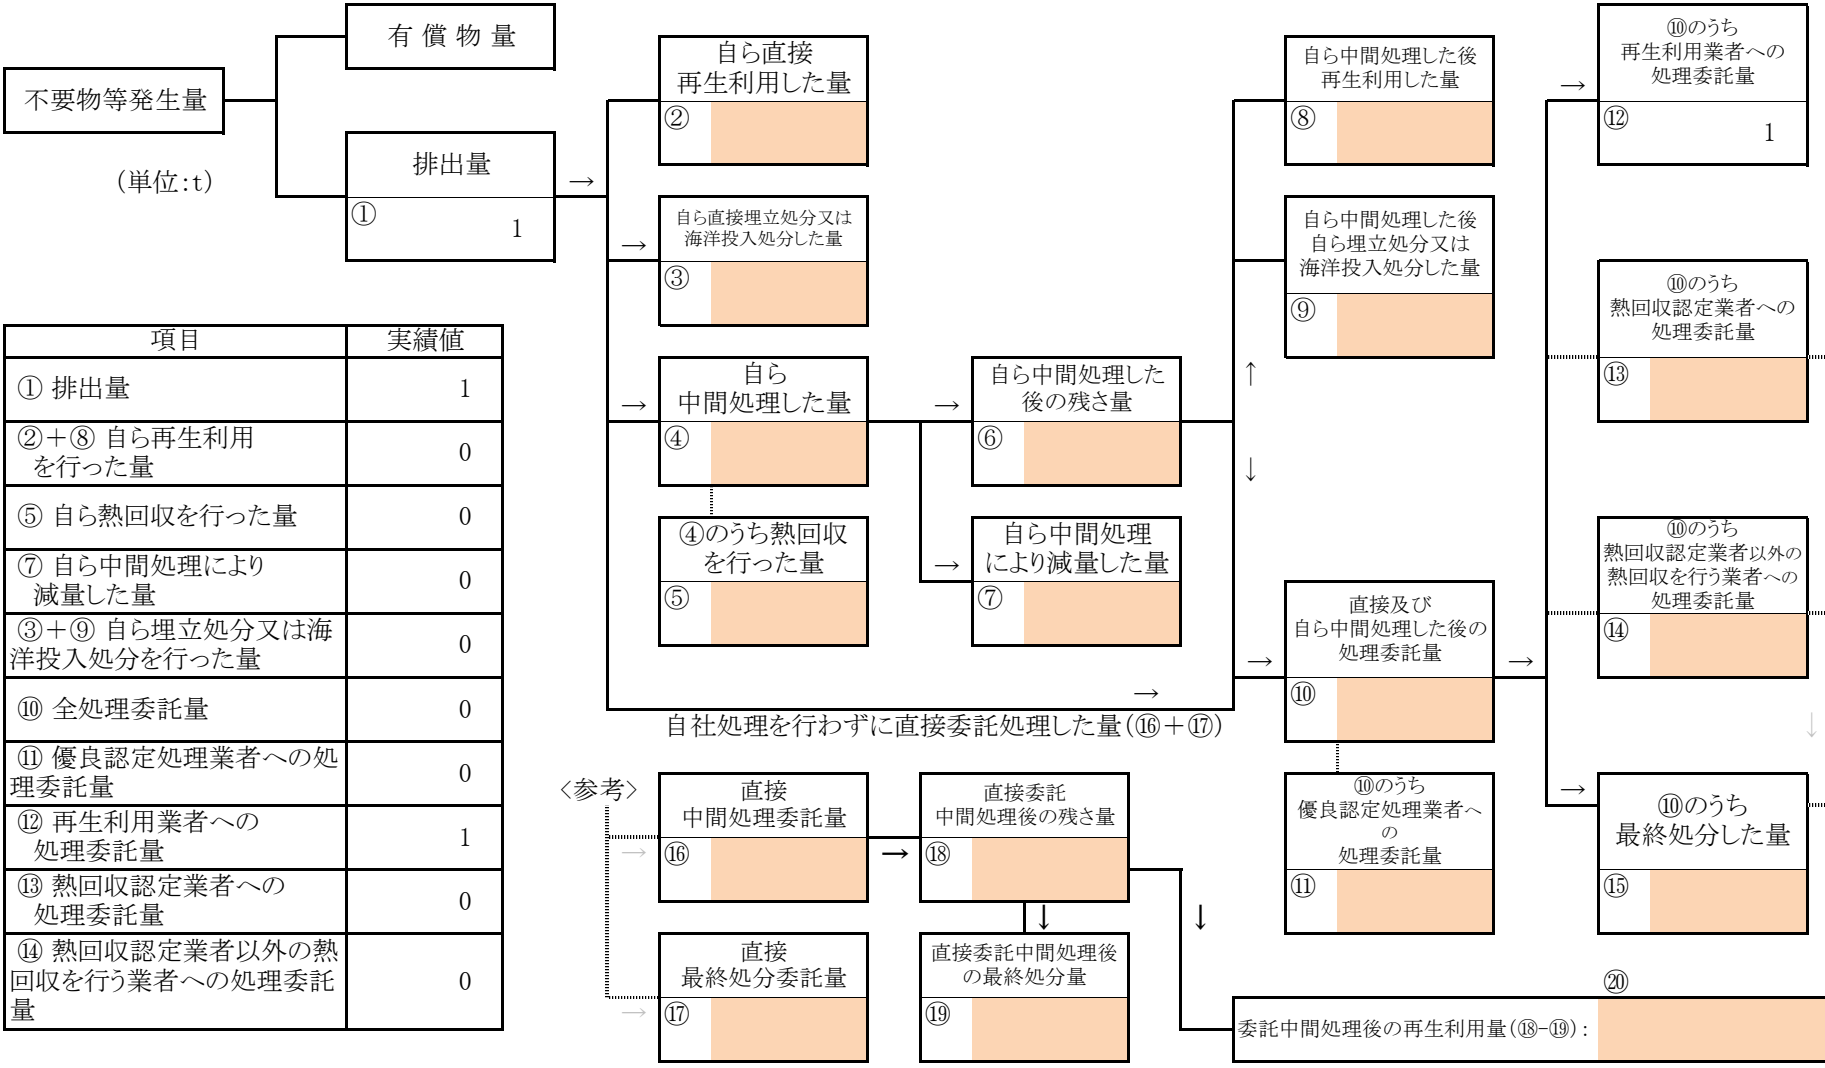 有 償 物 量
不要物等発生量
(単位:t)
排出量
①
1
→
自ら直接
再生利用した量
②
→
自ら直接埋立処分又は
海洋投入処分した量
③
→
自ら
中間処理した量
④
④のうち熱回収
を行った量
⑤
→
自ら中間処理した
後の残さ量
⑥
→
自ら中間処理
により減量した量
⑦
自ら中間処理した後
再生利用した量
⑧
自ら中間処理した後
自ら埋立処分又は
海洋投入処分した量
⑨
↑
↓
→
直接及び
自ら中間処理した後の
処理委託量
⑩
→
→
自社処理を行わずに直接委託処理した量(⑯+⑰)
⑩のうち
優良認定処理業者へ
の
処理委託量
⑪
→
⑩のうち
再生利用業者への
処理委託量
⑫
1
⑩のうち
熱回収認定業者への
処理委託量
⑬
⑩のうち
熱回収認定業者以外の
熱回収を行う業者への
処理委託量
⑭
↓
→
⑩のうち
最終処分した量
⑮
項目 実績値
① 排出量 1
②+⑧ 自ら再生利用
を行った量 0
⑤ 自ら熱回収を行った量 0
⑦ 自ら中間処理により
減量した量 0
③+⑨ 自ら埋立処分又は海
洋投入処分を行った量 0
⑩ 全処理委託量 0
⑪ 優良認定処理業者への処
理委託量 0
⑫ 再生利用業者への
処理委託量 1
⑬ 熱回収認定業者への
処理委託量 0
⑭ 熱回収認定業者以外の熱
回収を行う業者への処理委託 0
量
<参考>
→
直接
中間処理委託量
⑯
→
直接委託
中間処理後の残さ量
⑱
↓
↓
→
直接
最終処分委託量
⑰
直接委託中間処理後
の最終処分量
⑲
⑳
委託中間処理後の再生利用量(⑱-⑲):